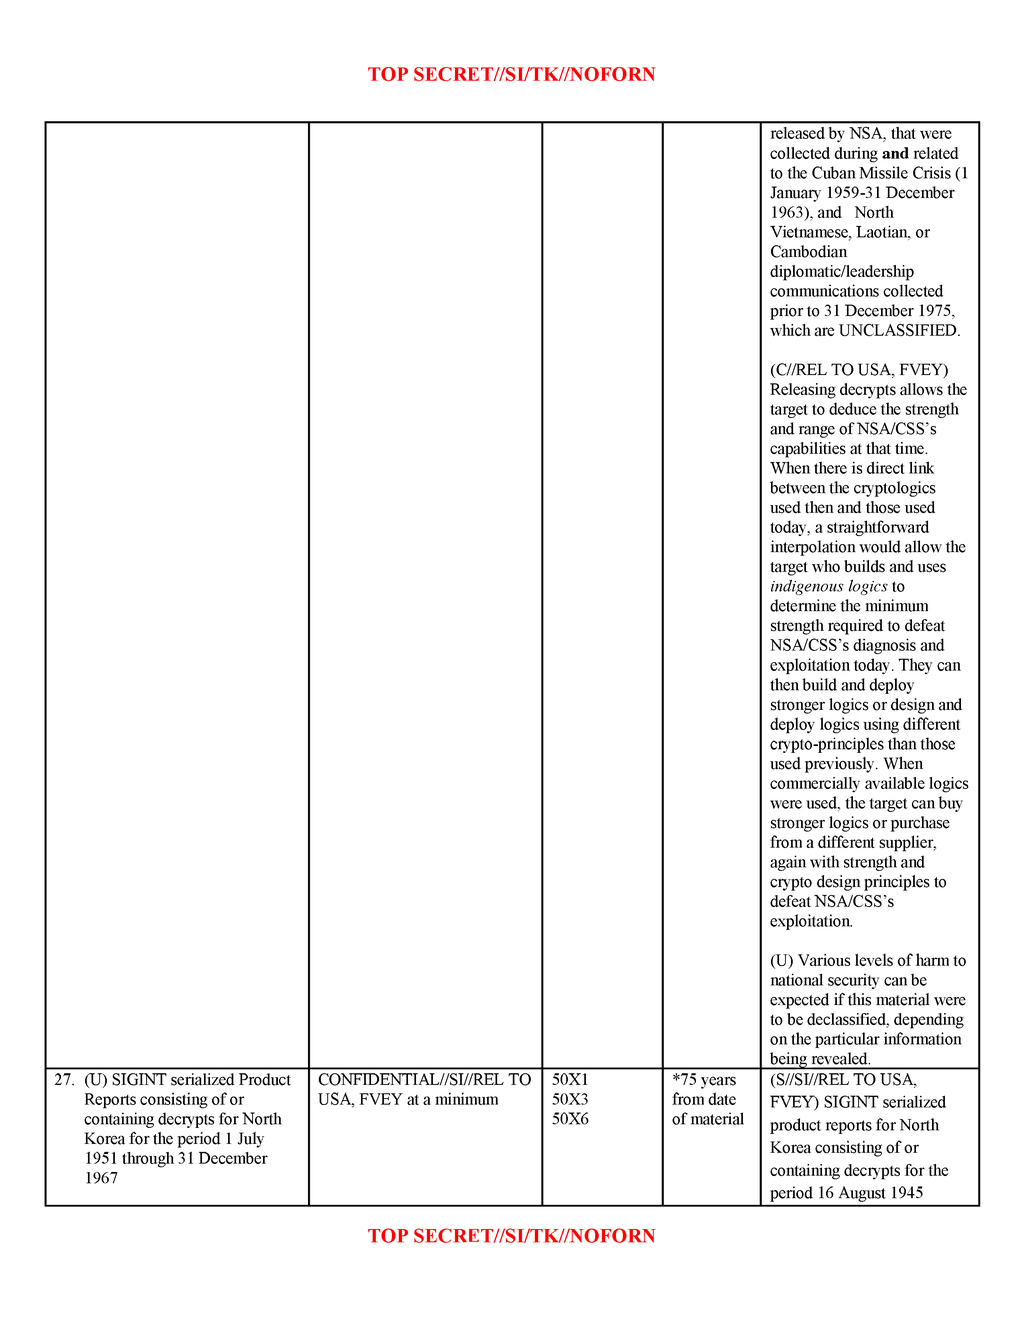 TOP SECRET//SI/TK//NOFORN
released by NSA, that were
collected during and related
to the Cuban Missile Crisis (1
January 1959-31 December
1963), and   North
Vietnamese, Laotian, or
Cambodian
diplomatic/leadership
communications collected
prior to 31 December 1975,
which are UNCLASSIFIED.
(C//REL TO USA, FVEY)
Releasing decrypts allows the
target to deduce the strength
and range of NSA/CSS’s
capabilities at that time.
When there is direct link
between the cryptologics
used then and those used
today, a straightforward
interpolation would allow the
target who builds and uses
indigenous logics to
determine the minimum
strength required to defeat
NSA/CSS’s diagnosis and
exploitation today. They can
then build and deploy
stronger logics or design and
deploy logics using different
crypto-principles than those
used previously. When
commercially available logics
were used, the target can buy
stronger logics or purchase
from a different supplier,
again with strength and
crypto design principles to
defeat NSA/CSS’s
exploitation.
(U) Various levels of harm to
national security can be
expected if this material were
to be declassified, depending
on the particular information
being revealed.
27. (U) SIGINT serialized Product
Reports consisting of or
containing decrypts for North
Korea for the period 1 July
1951 through 31 December
1967
CONFIDENTIAL//SI//REL TO
USA, FVEY at a minimum
50X1
50X3
50X6
*75 years
from date
of material
(S//SI//REL TO USA,
FVEY) SIGINT serialized
product reports for North
Korea consisting of or
containing decrypts for the
period 16 August 1945
TOP SECRET//SI/TK//NOFORN